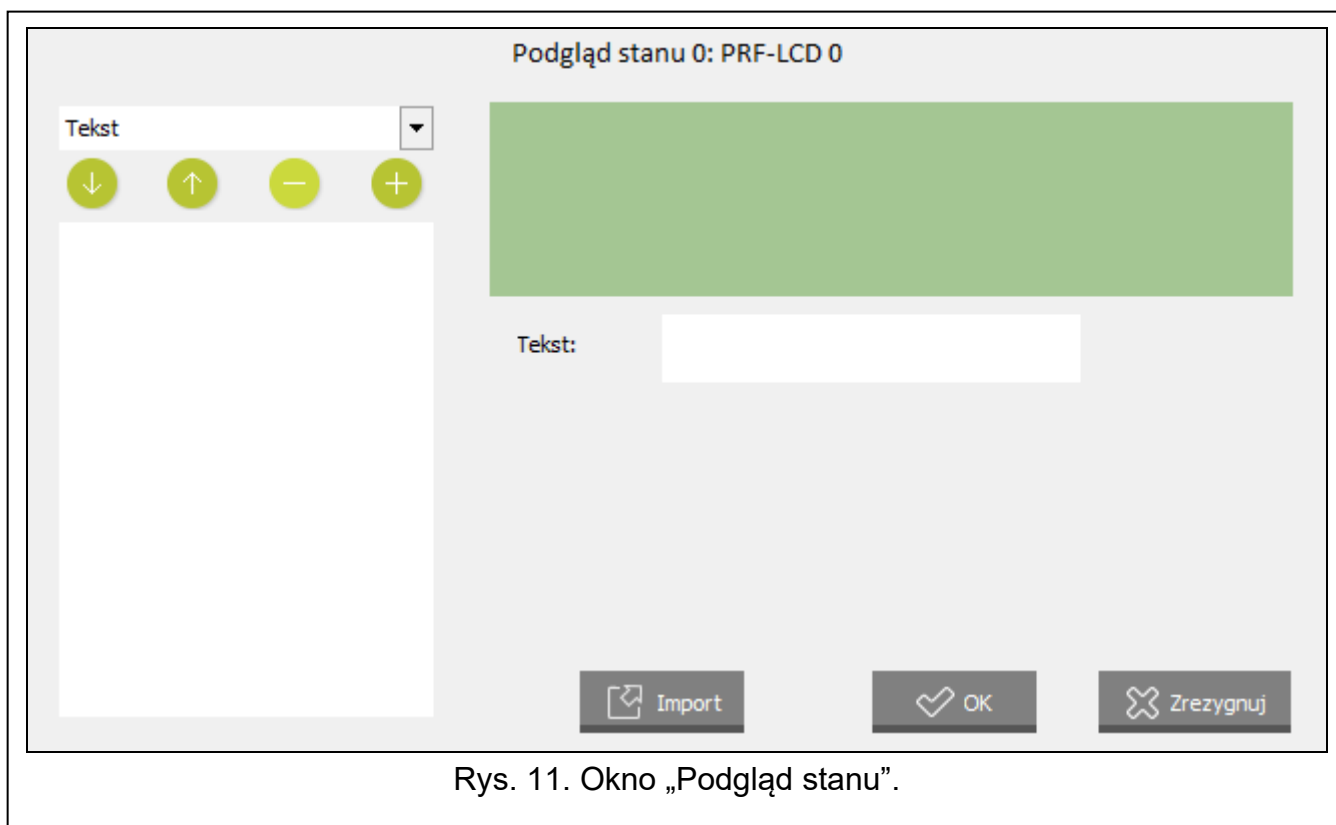 Podgląd stanu 0: PRF-LCD 0
Tekst
Tekst:
Import
OK
Zrezygnuj
Rys. 11. Okno „Podgląd stanu”.